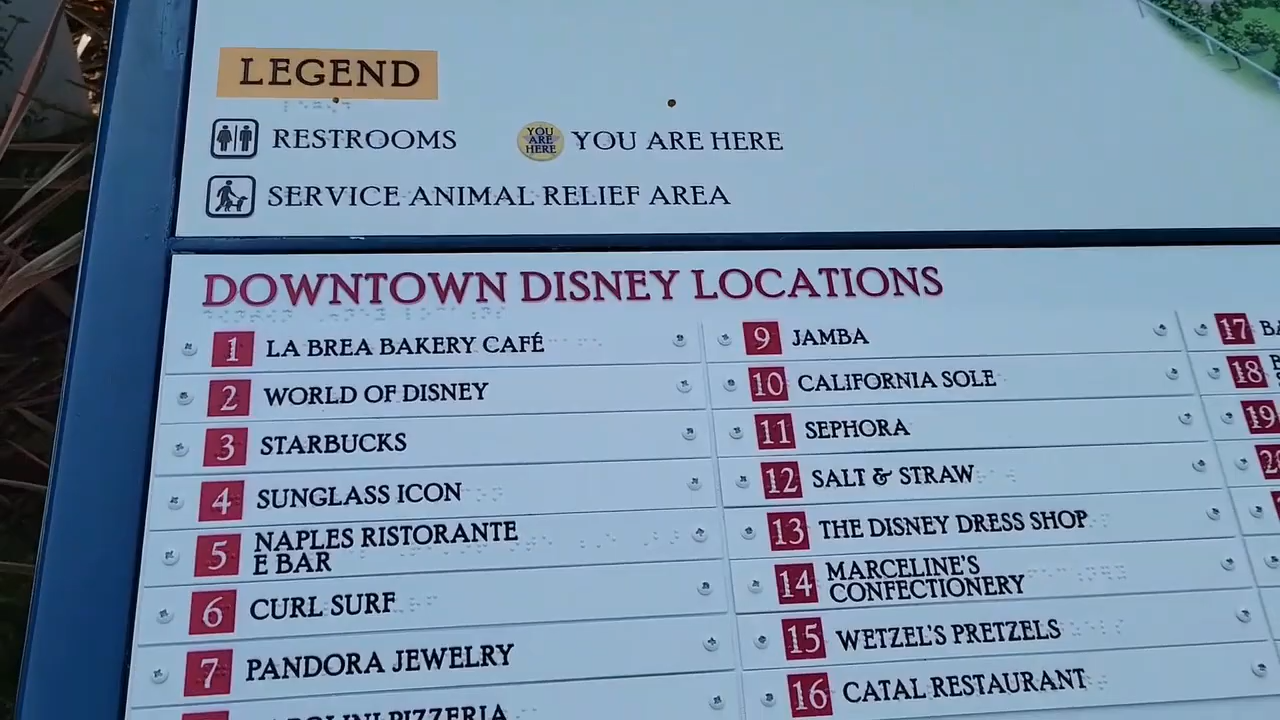 LEGEND
RESTROOMS
YOU
ARE
HERE
YOU ARE HERE
SERVICE ANIMAL RELIEF AREA
DOWNTOWN DISNEY LOCATIONS
1 LA BREA BAKERY CAFÉ
2 WORLD OF DISNEY
3 STARBUCKS
4 SUNGLASS ICON
5 NAPLES RISTORANTE
E BAR
6 CURL SURF
7 PANDORA JEWELRY
PIZZERIA
9 JAMBA
10 CALIFORNIA SOLE
11 SEPHORA
12 SALT & STRAW
13 THE DISNEY DRESS SHOP
14 MARCELINE'S
CONFECTIONERY
15 WETZEL'S PRETZELS
16 CATAL RESTAURANT
17
18
19